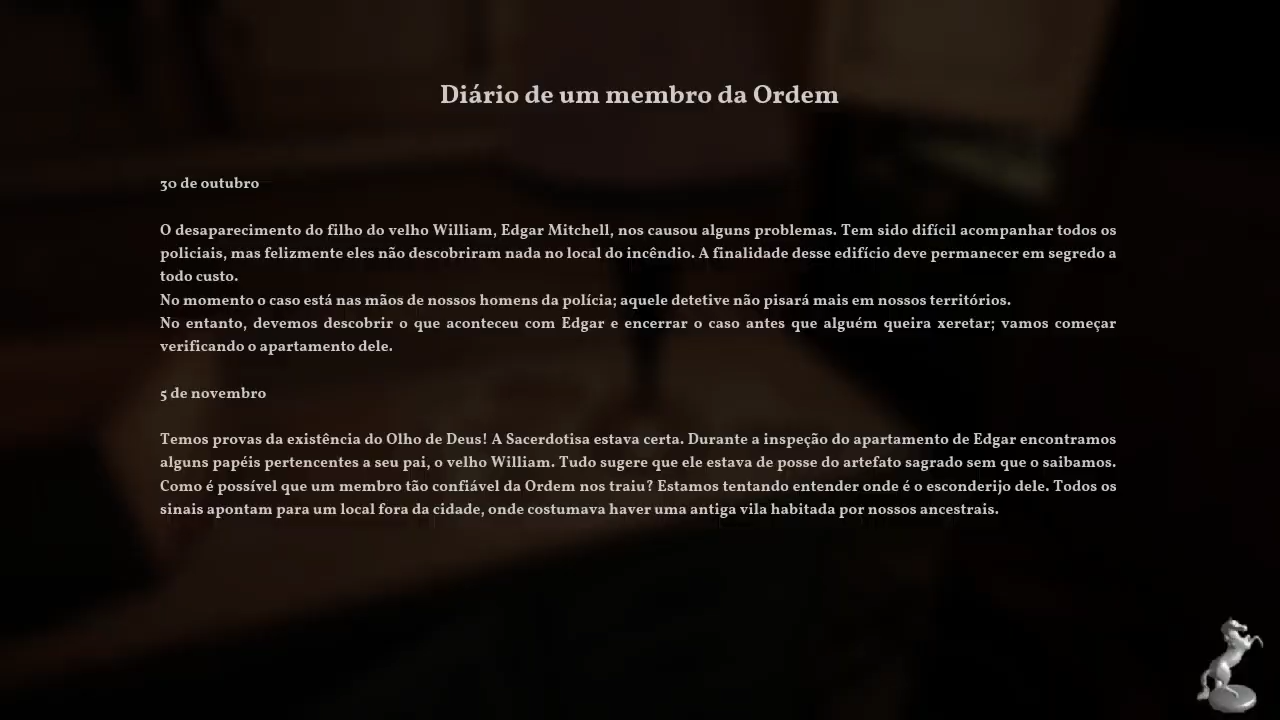 Diário de um membro da Ordem
30 de outubro
O desaparecimento do filho do velho William, Edgar Mitchell, nos causou alguns problemas. Tem sido difícil acompanhar todos os
policiais, mas felizmente eles não descobriram nada no local do incêndio. A finalidade desse edifício deve permanecer em segredo a
todo custo.
No momento o caso está nas mãos de nossos homens da polícia; aquele detetive não pisará mais em nossos territórios.
No entanto, devemos descobrir o que aconteceu com Edgar e encerrar o caso antes que alguém queira xeretar; vamos começar
verificando o apartamento dele.
5 de novembro
Temos provas da existência do Olho de Deus! A Sacerdotisa estava certa. Durante a inspeção do apartamento de Edgar encontramos
alguns papéis pertencentes a seu pai, o velho William. Tudo sugere que ele estava de posse do artefato sagrado sem que o saibamos.
Como é possível que um membro tão confiável da Ordem nos traiu? Estamos tentando entender onde é o esconderijo dele. Todos os
sinais apontam para um local fora da cidade, onde costumava haver uma antiga vila habitada por nossos ancestrais.